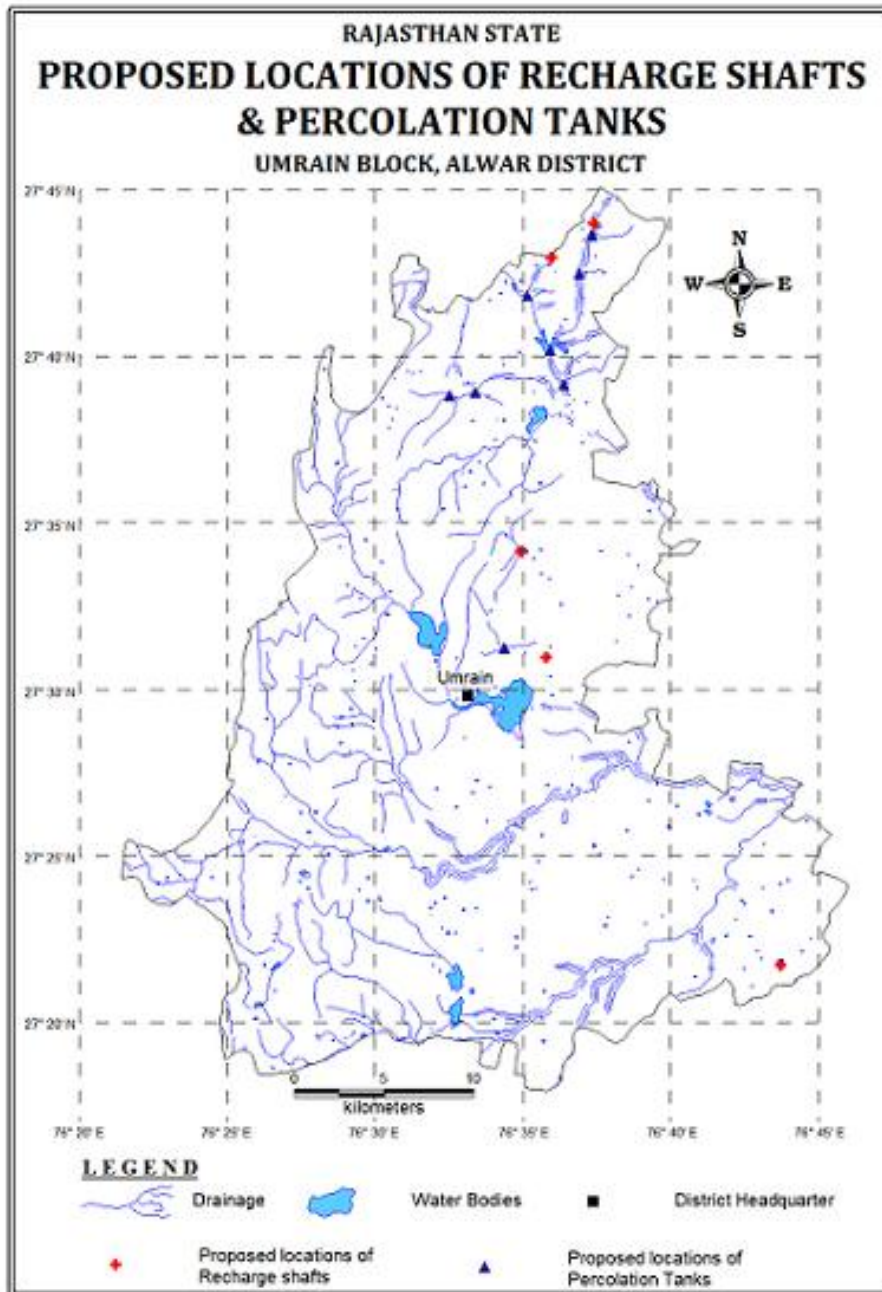 RAJASTHAN STATE
PROPOSED LOCATIONS OF RECHARGE SHAFTS
& PERCOLATION TANKS
UMRAIN BLOCK, ALWAR DISTRICT
27° 45' N
N
W E
S
27° 40' N
27° 35' N
Umrain
27° 30' N
27° 25' N
27° 20' N
0 5 10
kilometers
76° 20' E 76° 25' E 76° 30' E 76° 35' E 76° 40' E 76° 45' E
LEGEND
Drainage Water Bodies District Headquarter
Proposed locations of Proposed locations of
Recharge shafts Percolation Tanks